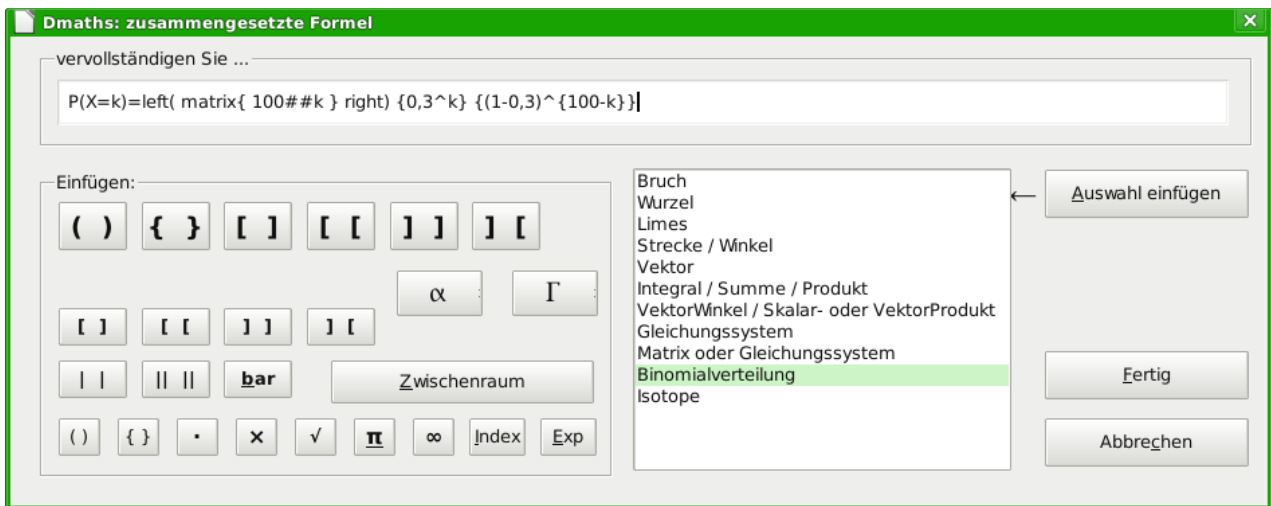 Dmaths: zusammengesetzte Formel
vervollständigen Sie ...
P(X=k)=left( matrix{ 100##k } right) {0,3^k} {(1-0,3)^{100-k}}
Einfügen:
( ) { } [ ] [ [ ] ] ] [
α Γ
[ ] [ [ ] ] ] [
| | || || bar Zwischenraum
( ) { } · × √ π ∞ Index Exp
Bruch
Wurzel
Limes
Strecke / Winkel
Vektor
Integral / Summe / Produkt
VektorWinkel / Skalar- oder VektorProdukt
Gleichungssystem
Matrix oder Gleichungssystem
Binomialverteilung
Isotope
← Auswahl einfügen
Fertig
Abbrechen